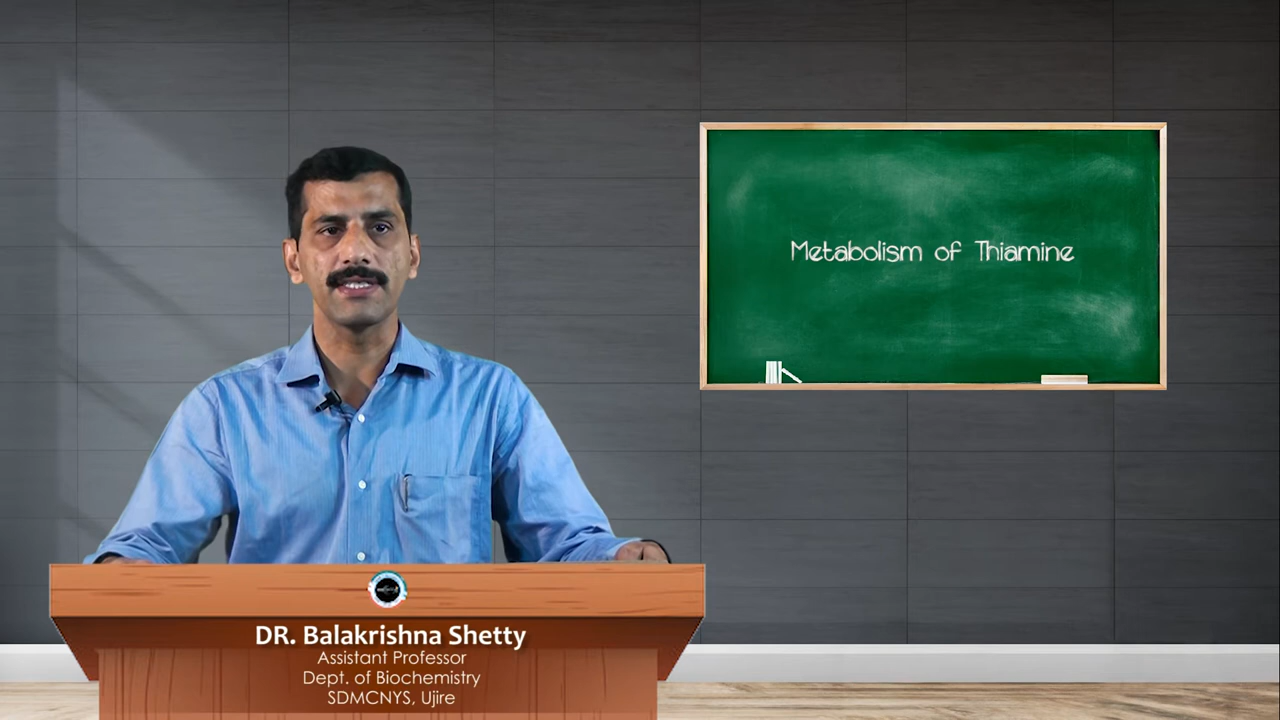 Metabolism of Thiamine
DR. Balakrishna Shetty
Assistant Professor
Dept. of Biochemistry
SDMCNYS, Ujire